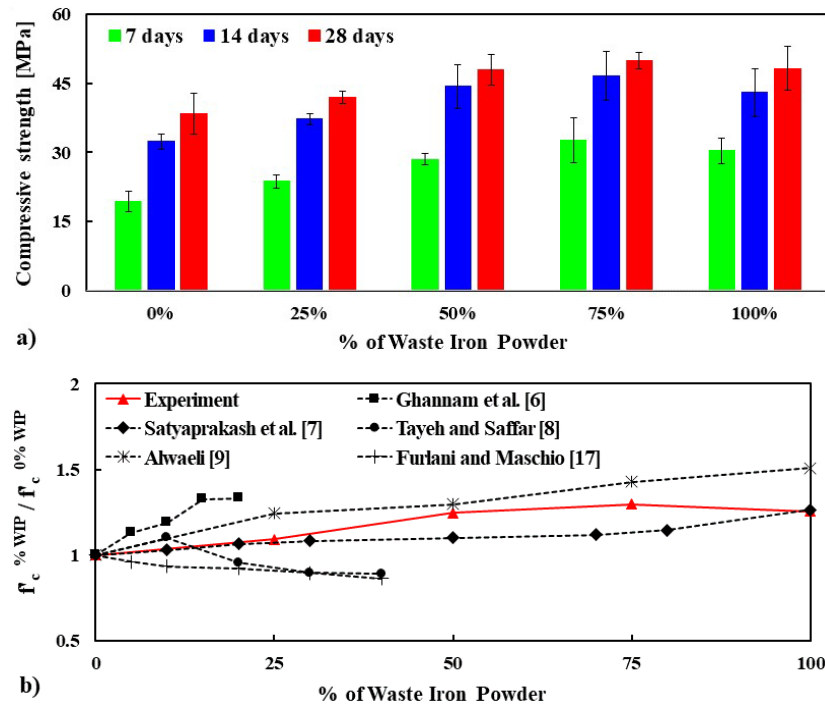 60
45
30
15
0
Compressive strength [MPa]
7 days 14 days 28 days
0% 25% 50% 75% 100%
% of Waste Iron Powder
a)
2
1.5
1
0.5
f'c % WIP / f'c 0% WIP
Experiment Ghannam et al. [6]
Satyaprakash et al. [7] Tayeh and Saffar [8]
Alwaeli [9] Furlani and Maschio [17]
0 25 50 75 100
% of Waste Iron Powder
b)